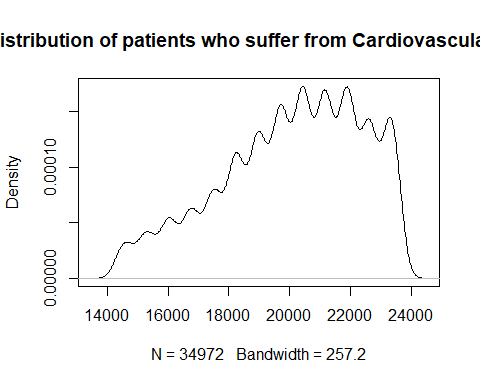 istribution of patients who suffer from Cardiovascula
Density
0.00000
0.00010
14000 16000 18000 20000 22000 24000
N = 34972 Bandwidth = 257.2